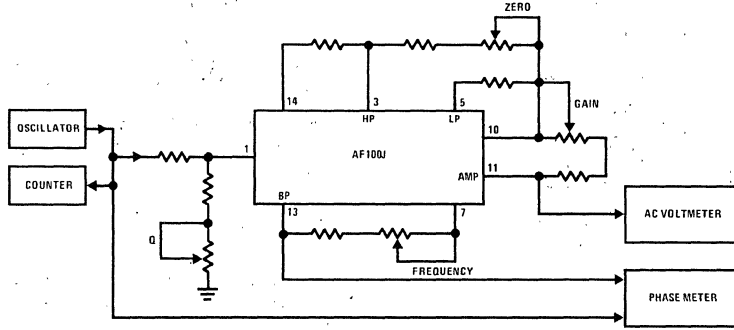 ZERO
14
3
5
HP
LP
GAIN
OSCILLATOR
10
1
AF100J
COUNTER
AMP
11
BP
13
7
AC VOLTMETER
Q
FREQUENCY
PHASE METER